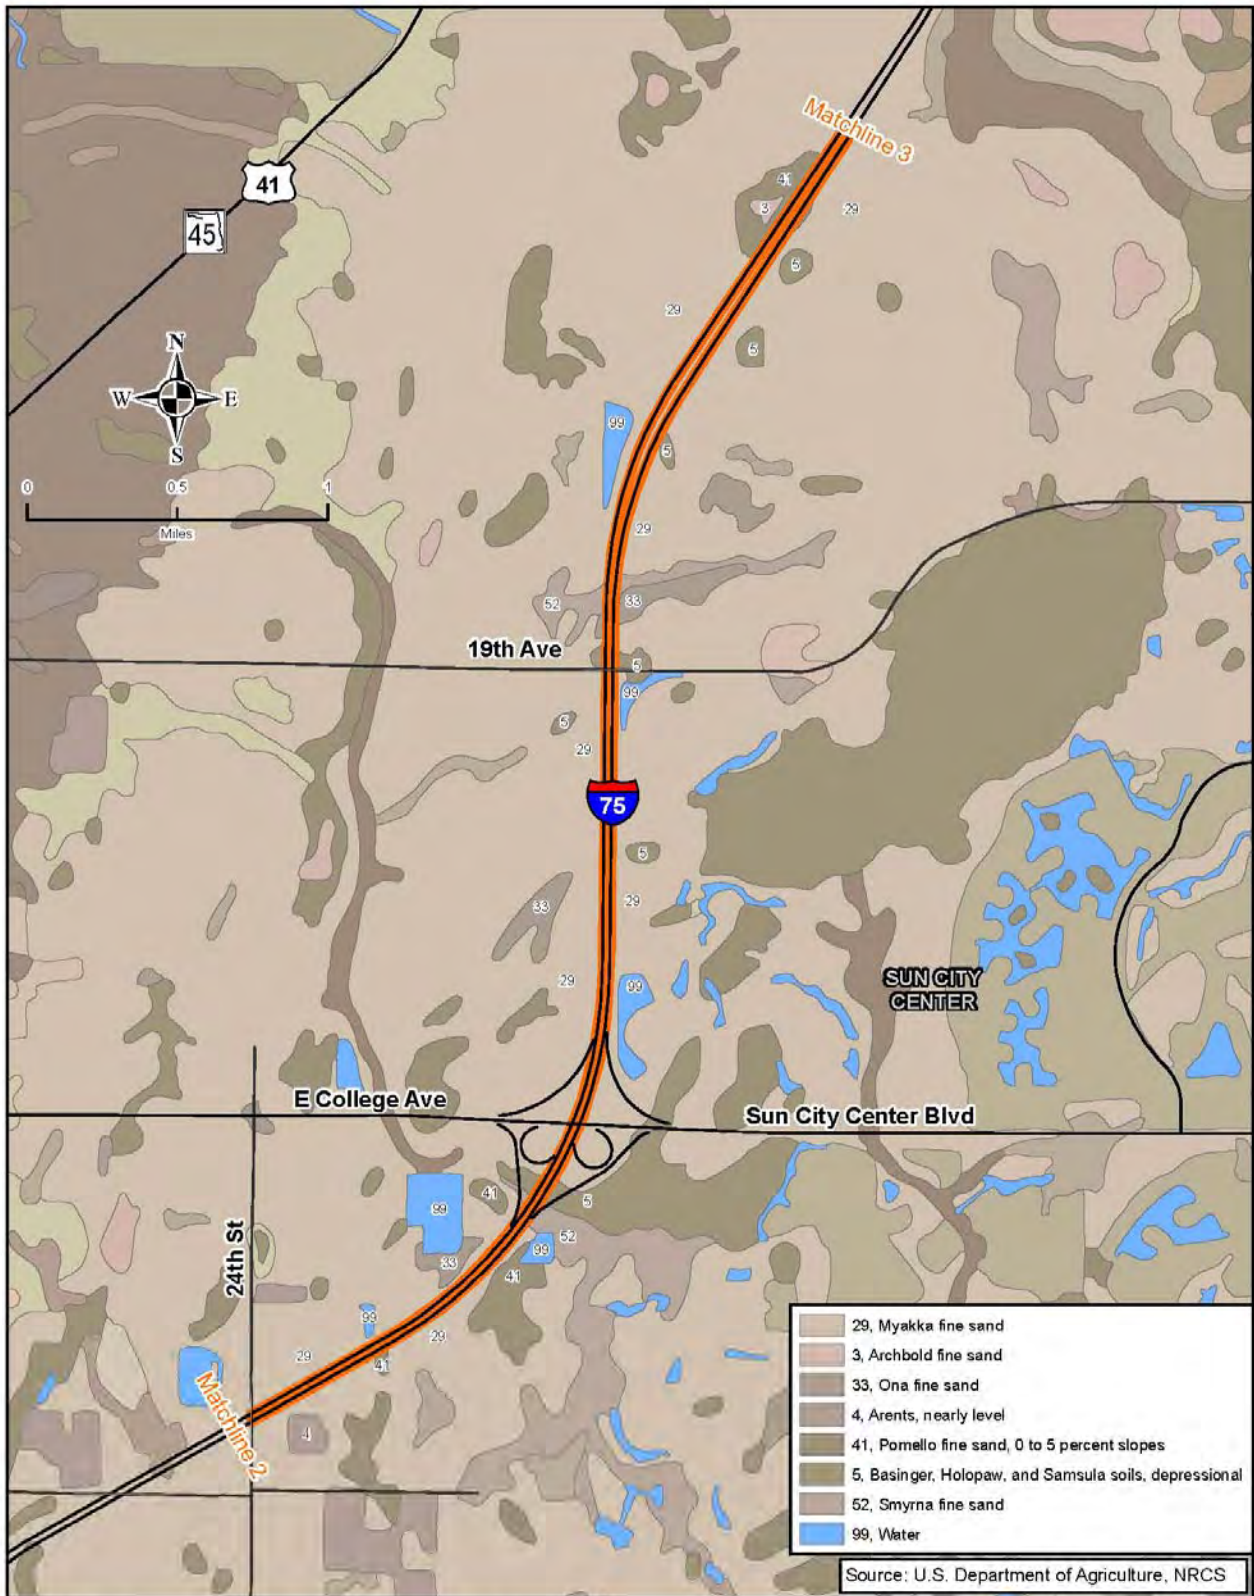 Matchline 3
41
41
3
29
45
5
29
5
N
W E
S
99
5
0 0.5 1
Miles
29
52
33
19th Ave
5
99
5
29
75
5
33
29
29
99
SUN CITY
CENTER
E College Ave
Sun City Center Blvd
41
5
99
52
24th St
33
99
41
99
29
29
41
Matchline 2
4
29, Myakka fine sand
3, Archbold fine sand
33, Ona fine sand
4, Arents, nearly level
41, Pomello fine sand, 0 to 5 percent slopes
5, Basinger, Holopaw, and Samsula soils, depressional
52, Smyrna fine sand
99, Water
Source: U.S. Department of Agriculture, NRCS